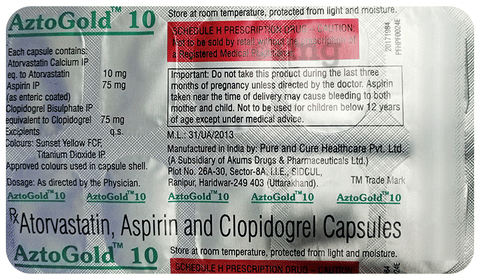 AztoGold™ 10
Store at room temperature, protected from light and moisture.
SCHEDULE H PRESCRIPTION DRUG - CAUTION:
Not to be sold by retail without the prescription of
a Registered Medical
Each capsule contains:
Atorvastatin Calcium IP
eq. to Atorvastatin 10 mg
Aspirin IP 75 mg
(as enteric coated)
Clopidogrel Bisulphate IP
equivalent to Clopidogrel 75 mg
Excipients q.s.
Colours: Sunset Yellow FCF,
Titanium Dioxide IP.
Approved colours used in capsule shell.
Dosage: As directed by the Physician.
Important: Do not take this product during the last three
months of pregnancy unless directed by the doctor. Aspirin
taken near the time of delivery may cause bleeding to both
mother and child. Not to be used for children below 12 years
of age except under medical advice.
M.L.: 31/UA/2013
Manufactured in India by: Pure and Cure Healthcare Pvt. Ltd.
(A Subsidiary of Akums Drugs & Pharmaceuticals Ltd.)
Plot No. 26A-30, Sector-8A, I.I.E., SIDCUL,
Ranipur, Haridwar-249 403 (Uttarakhand).
TM Trade Mark
20171984
PFHPF0024E
AztoGold™ 10 AztoGold™ 10 AztoGold™ 10 AztoGold™ 10 AztoGold™ 10
℞Atorvastatin, Aspirin and Clopidogrel Capsules
AztoGold™ 10
Store at room temperature, protected from light and moisture.
SCHEDULE H PRESCRIPTION DRUG - CAUTION: